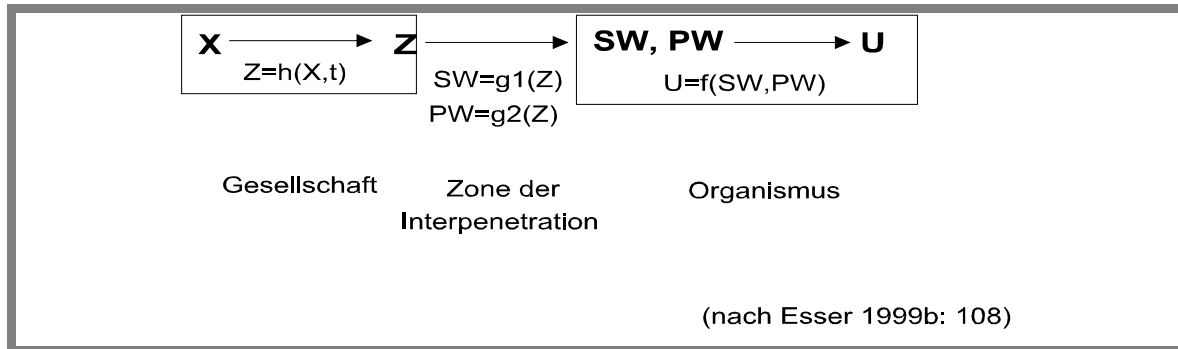 X Z SW, PW U
Z=h(X,t) SW=g1(Z) U=f(SW,PW)
PW=g2(Z)
Gesellschaft Zone der Organismus
Interpenetration
(nach Esser 1999b: 108)